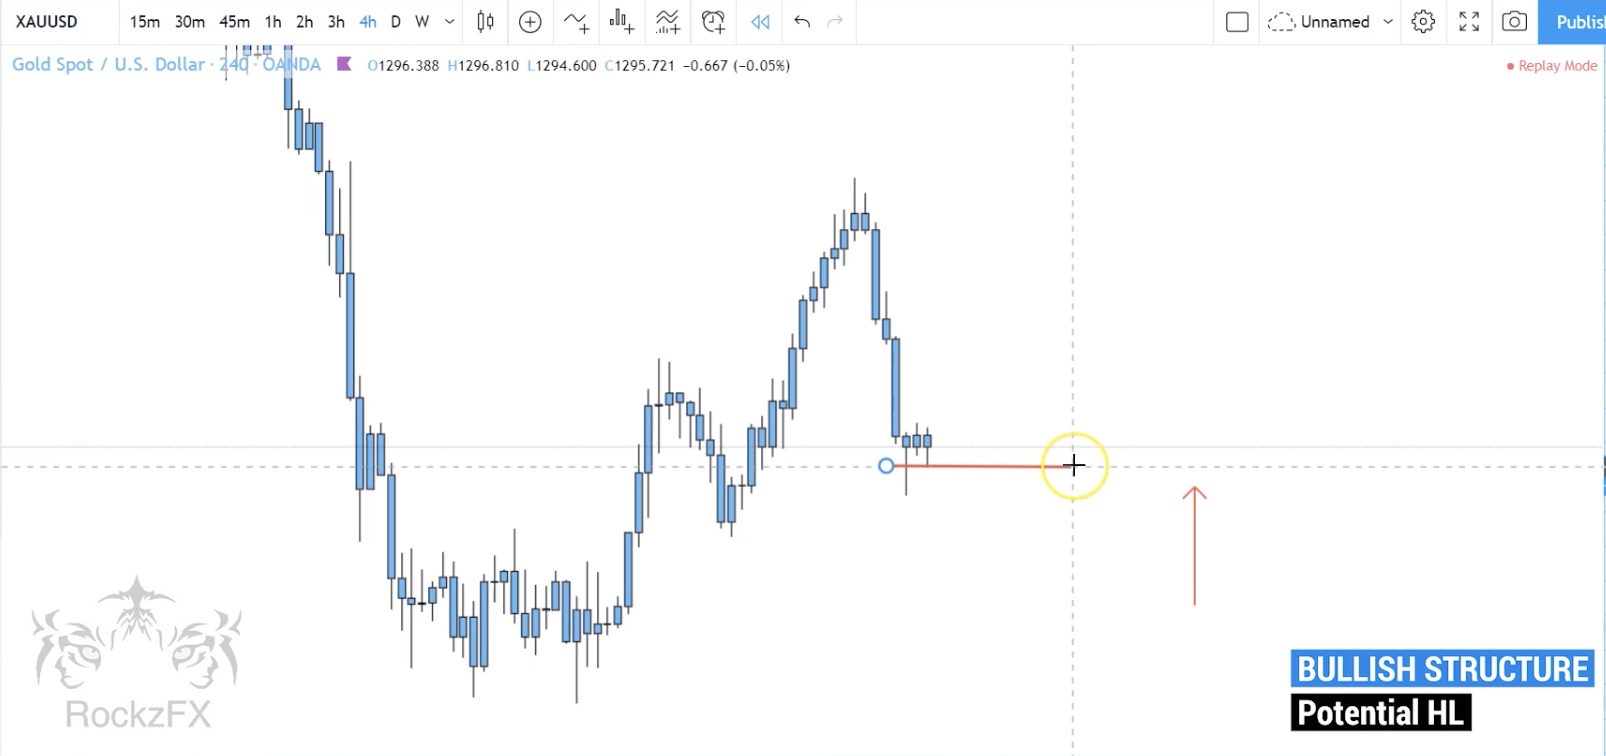 XAUUSD 15m 30m 45m 1h 2h 3h 4h D W Unnamed Publis
Gold Spot / U.S. Dollar · 240 · OANDA O1296.388 H1296.810 L1294.600 C1295.721 −0.667 (−0.05%) Replay Mode
RockzFX
BULLISH STRUCTURE
Potential HL